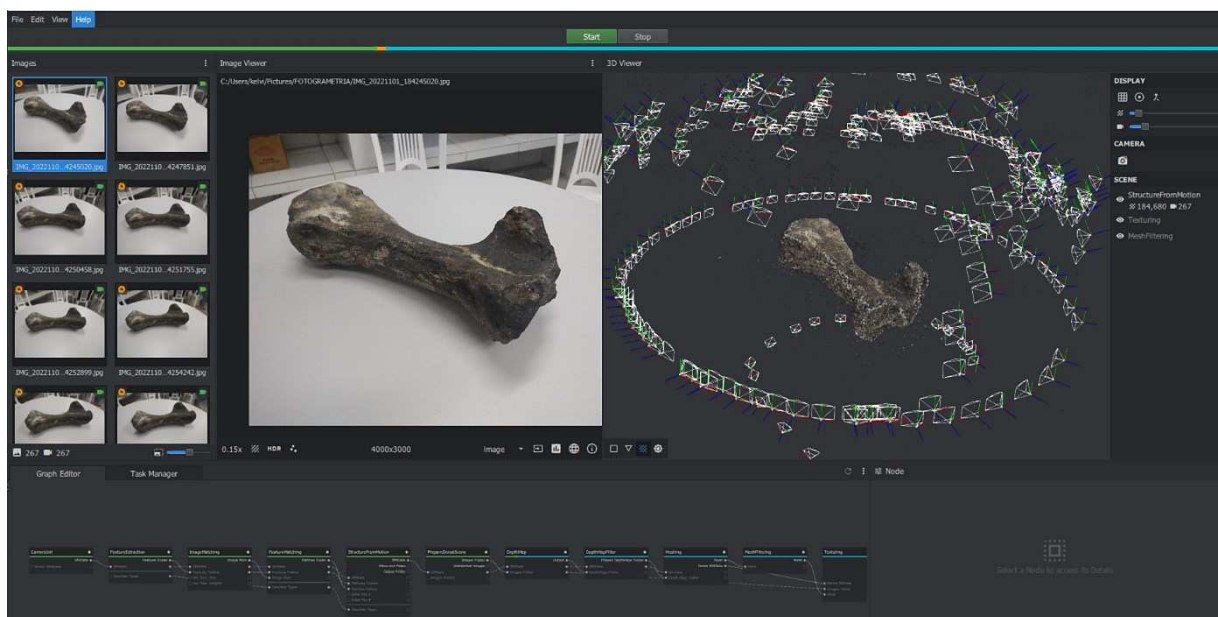 File Edit View Help
Start Stop
Images
Image Viewer
3D Viewer
C:/Users/kelvi/Pictures/FOTOGRAMETRIA/IMG_20221101_184245020.jpg
DISPLAY
CAMERA
SCENE
StructureFromMotion
184,680 267
Texturing
MeshFiltering
IMG_2022110...4245020.jpg IMG_2022110...4247851.jpg
IMG_2022110...4250458.jpg IMG_2022110...4251755.jpg
IMG_2022110...4252899.jpg IMG_2022110...4254242.jpg
267 267
0.15x HDR 4000x3000 Image
Graph Editor Task Manager
Node
CameraInit FeatureExtraction ImageMatching FeatureMatching StructureFromMotion PrepareDenseScene DepthMap DepthMapFilter Meshing MeshFiltering Texturing
Select a Node to access its Details